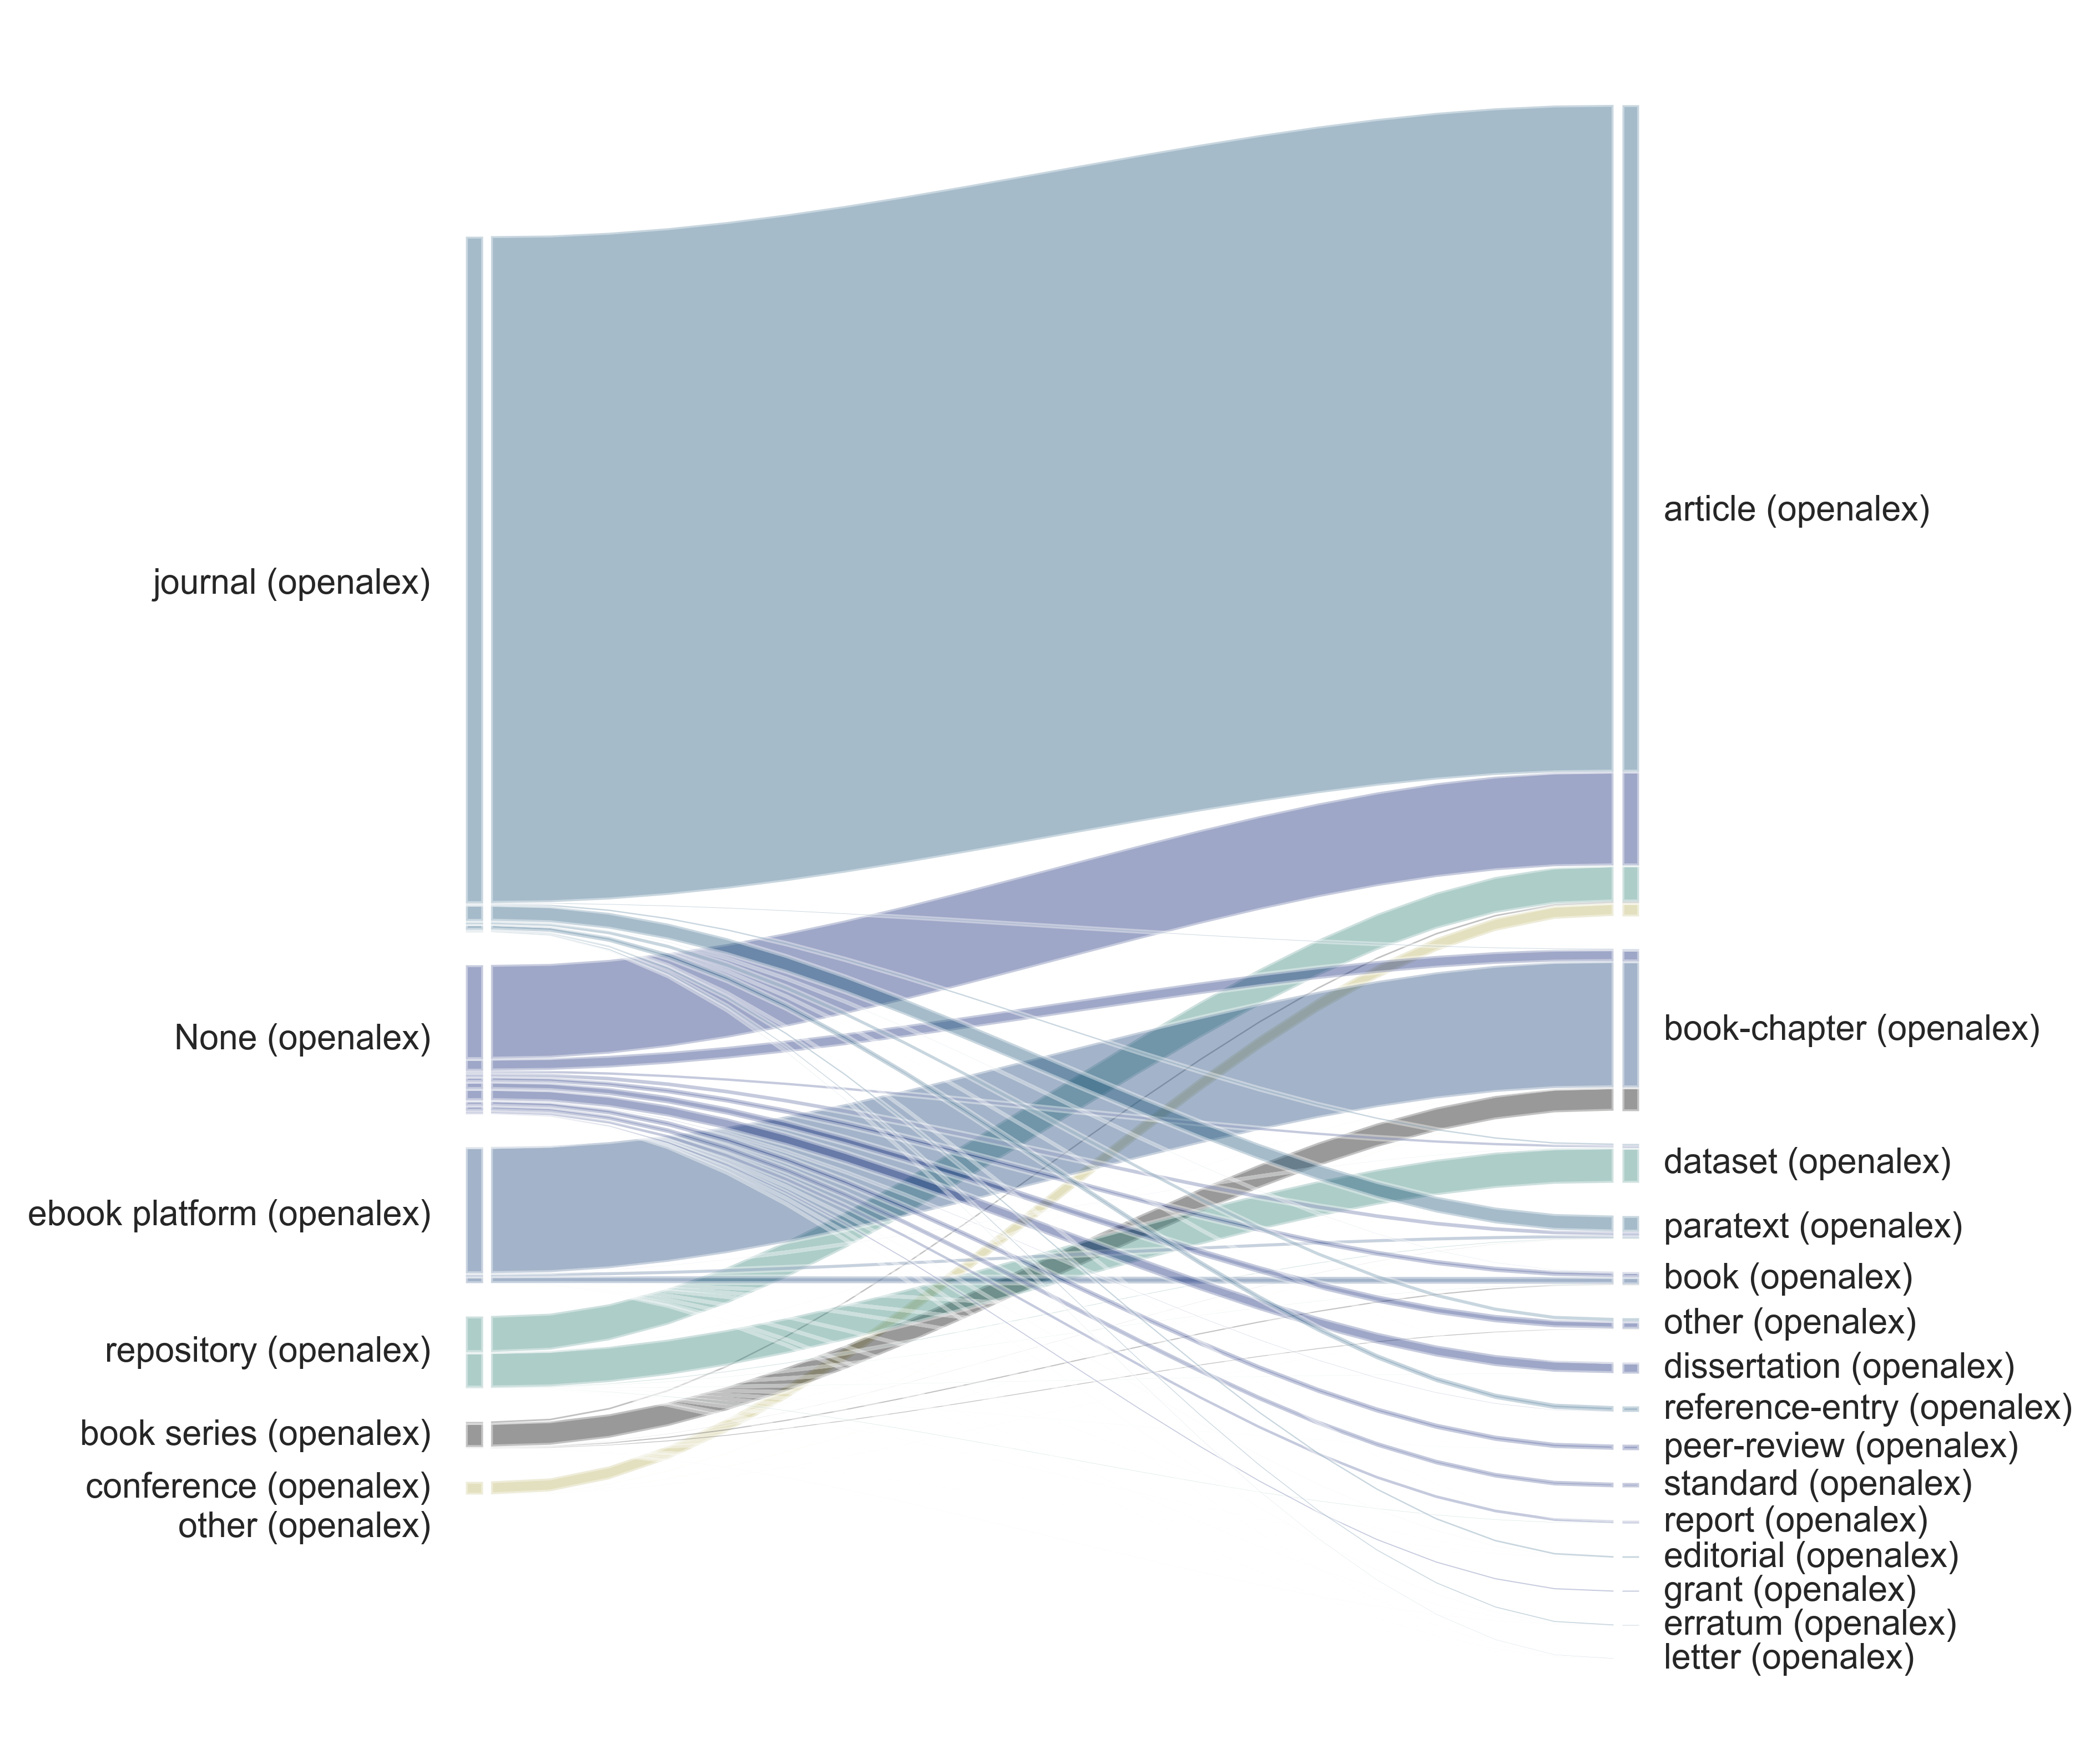 journal (openalex)
None (openalex)
ebook platform (openalex)
repository (openalex)
book series (openalex)
conference (openalex)
other (openalex)
article (openalex)
book-chapter (openalex)
dataset (openalex)
paratext (openalex)
book (openalex)
other (openalex)
dissertation (openalex)
reference-entry (openalex)
peer-review (openalex)
standard (openalex)
report (openalex)
editorial (openalex)
grant (openalex)
erratum (openalex)
letter (openalex)